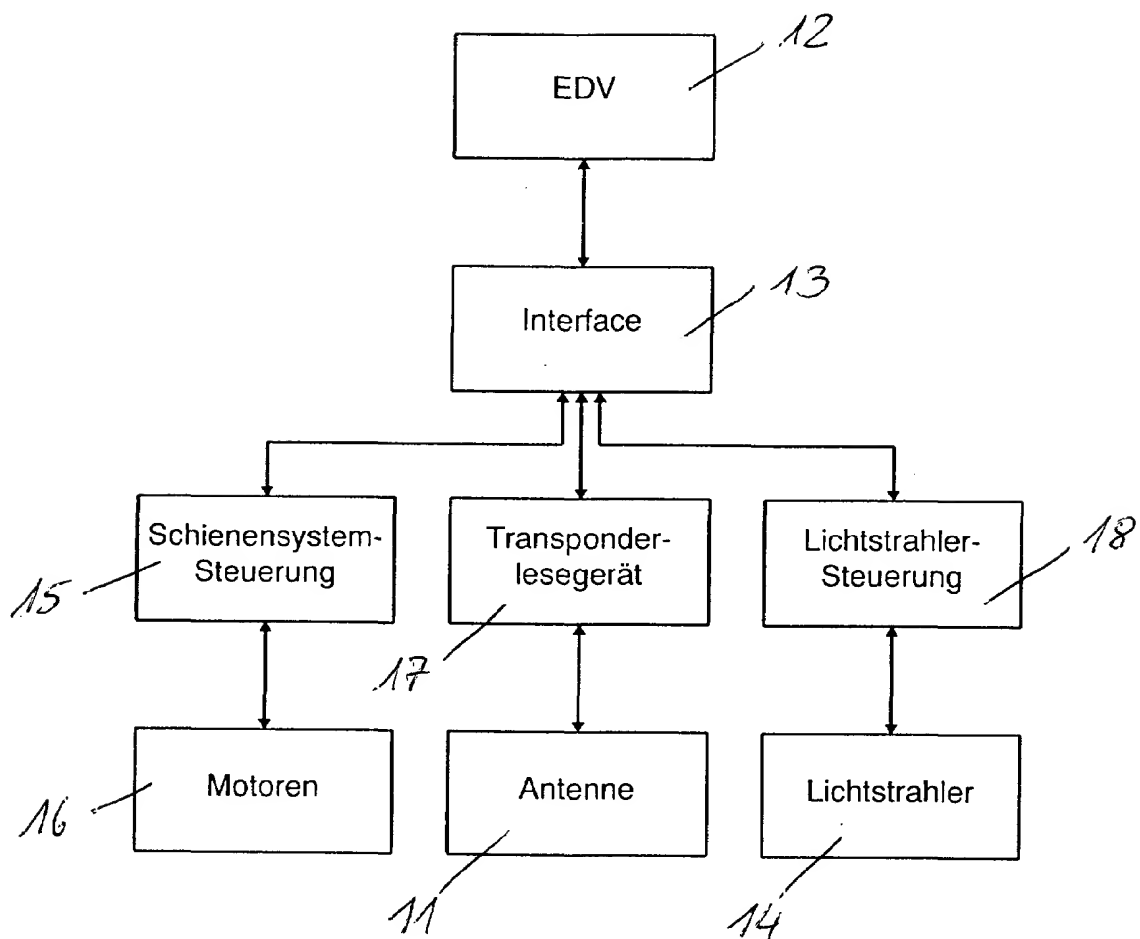 12
EDV
13
Interface
Schienensystem-
Steuerung
15
Transponder-
lesegerät
17
Lichtstrahler-
Steuerung
18
Motoren
16
Antenne
11
Lichtstrahler
14